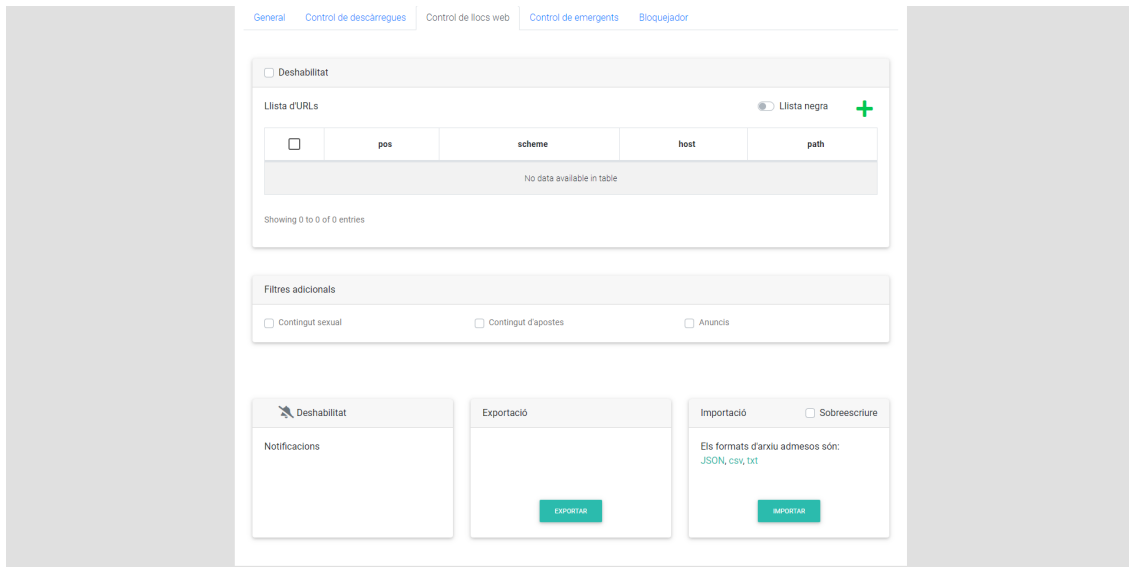 General Control de descàrregues Control de llocs web Control de emergents Bloquejador
Deshabilitat
Llista d'URLs Llista negra
pos scheme host path
No data available in table
Showing 0 to 0 of 0 entries
Filtres adicionals
Contingut sexual Contingut d'apostes Anuncis
Deshabilitat Exportació Importació Sobreescriure
Notificacions Els formats d'arxiu admesos són:
JSON, csv, txt
EXPORTAR IMPORTAR